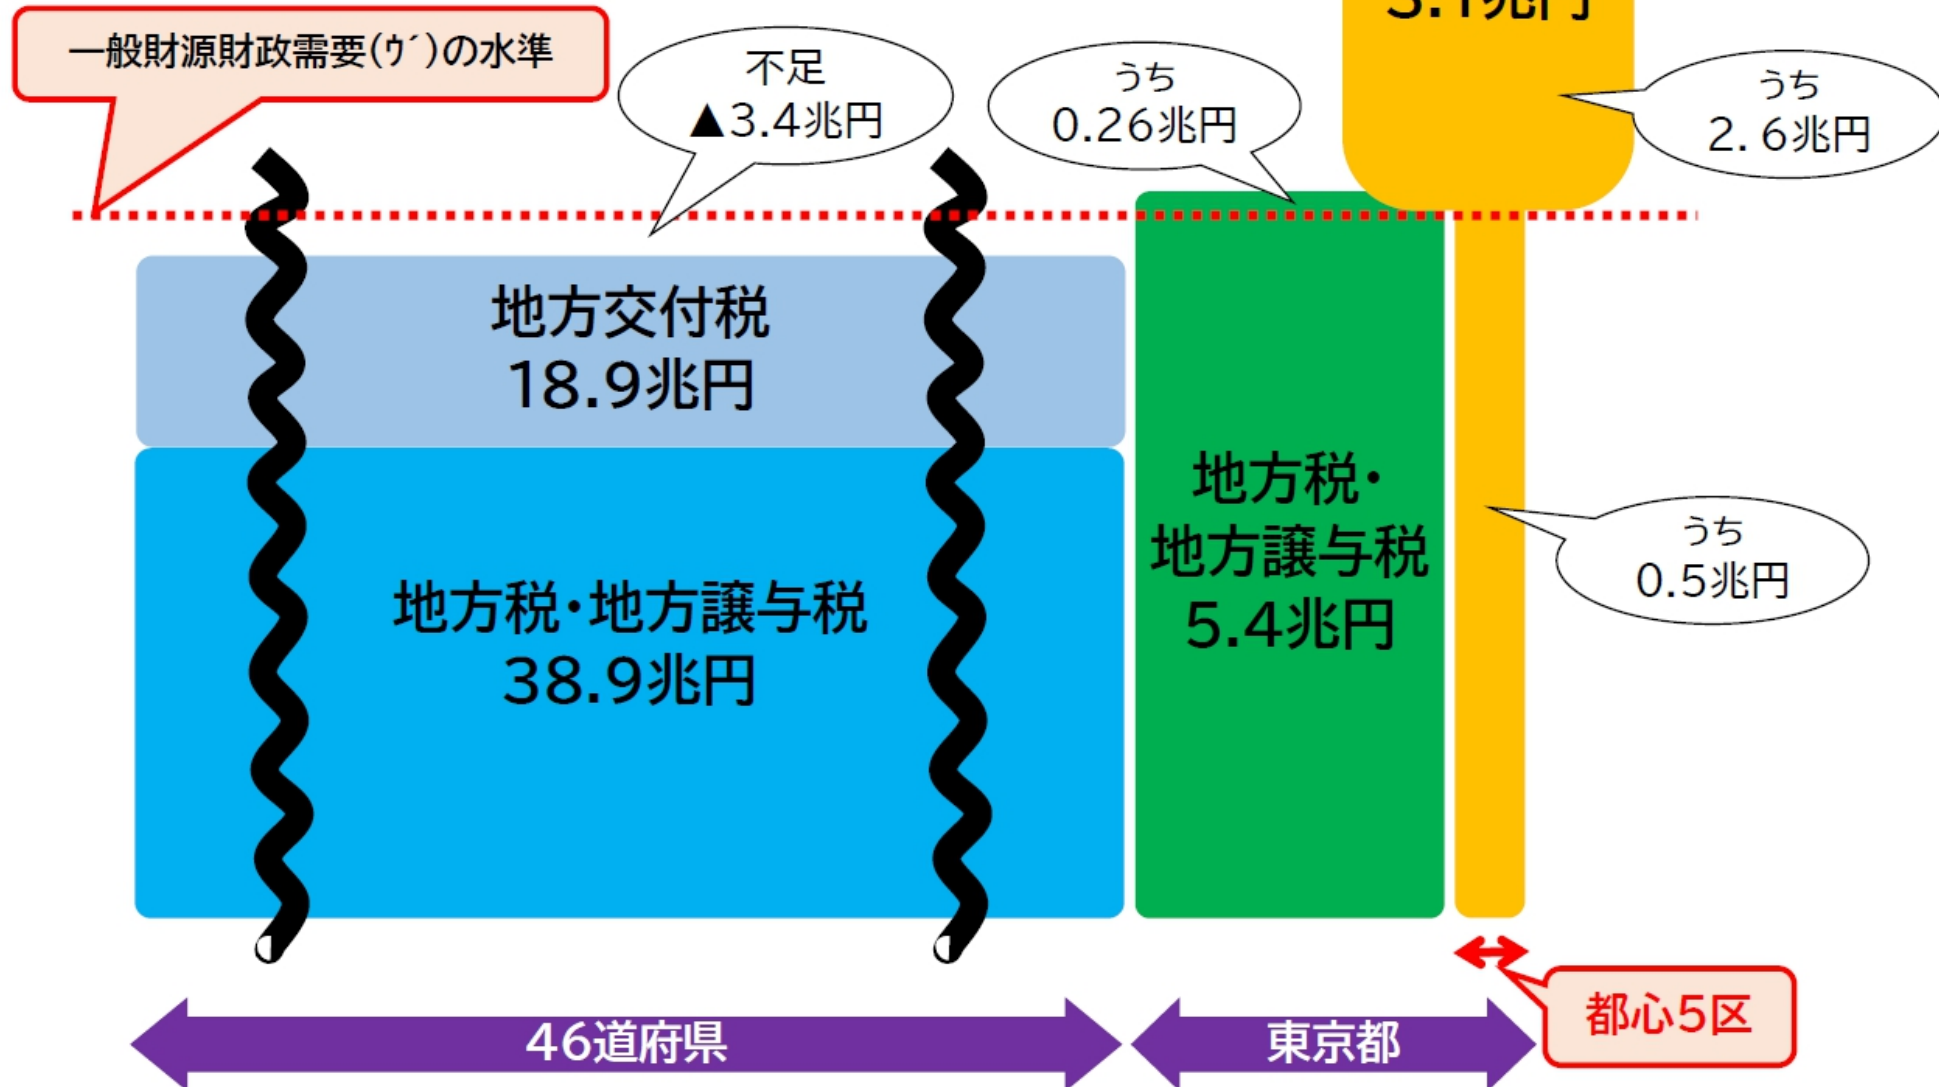 3.1兆円
一般財源財政需要(ｳ´)の水準
不足
▲3.4兆円
うち
0.26兆円
うち
2.6兆円
地方交付税
18.9兆円
地方税・地方譲与税
38.9兆円
地方税・
地方譲与税
5.4兆円
うち
0.5兆円
46道府県
東京都
都心5区